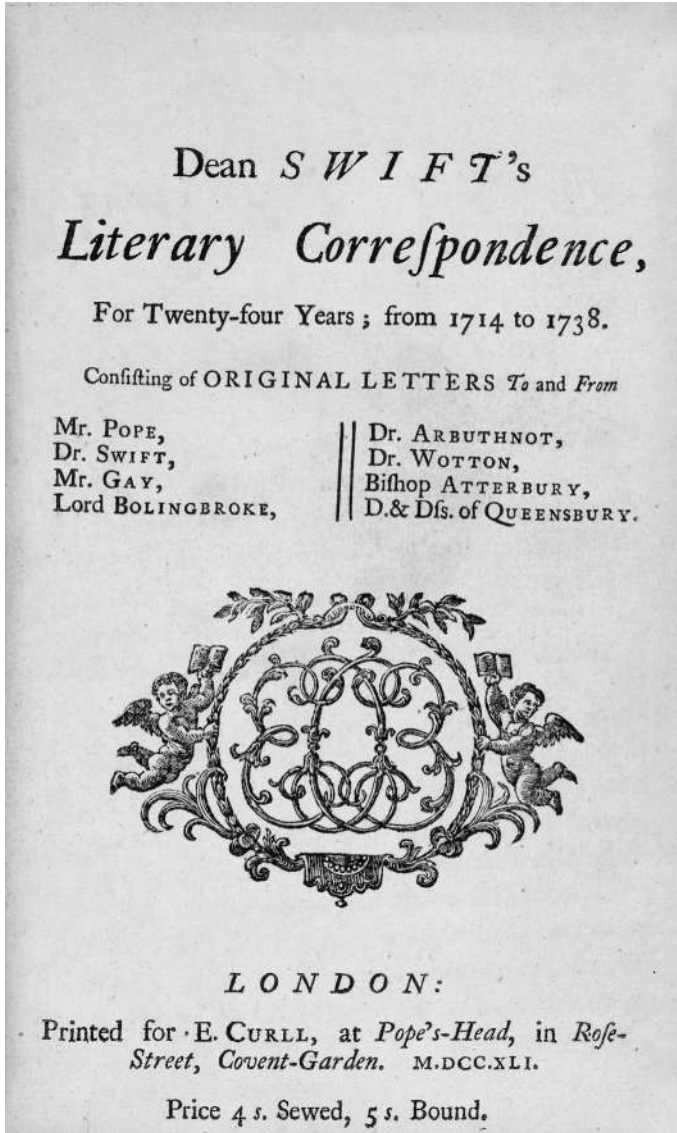 Dean SWIFT's
Literary Correſpondence,
For Twenty-four Years; from 1714 to 1738.
Conſiſting of ORIGINAL LETTERS To and From
Mr. POPE,
Dr. SWIFT,
Mr. GAY,
Lord BOLINGBROKE,
Dr. ARBUTHNOT,
Dr. WOTTON,
Biſhop ATTERBURY,
D.& Dſs. of QUEENSBURY.
LONDON:
Printed for E. CURLL, at Pope's-Head, in Roſe-
Street, Covent-Garden. M.DCC.XLI.
Price 4 s. Sewed, 5 s. Bound.